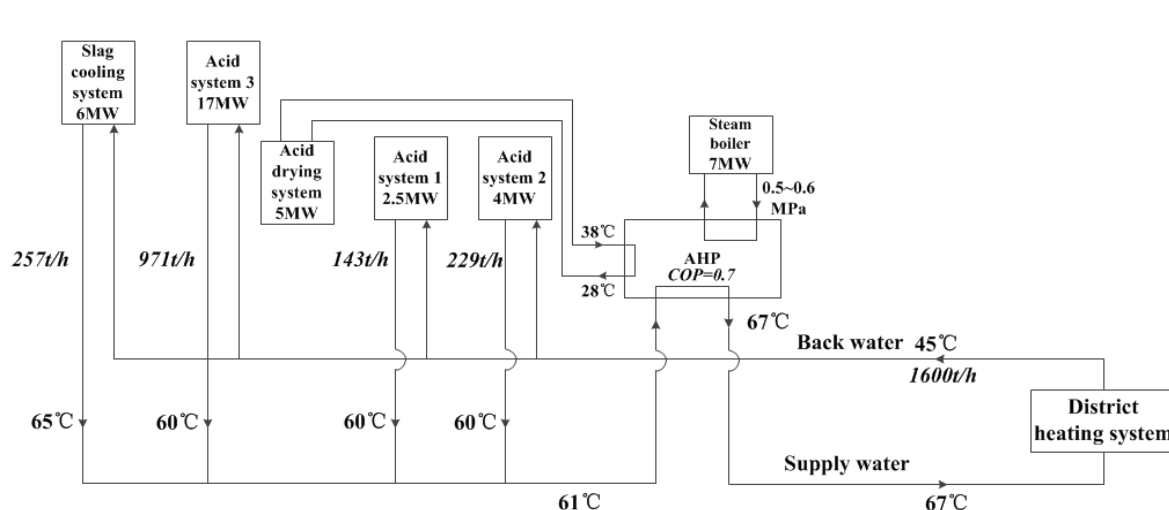 Slag
cooling
system
6MW
Acid
system 3
17MW
Acid
drying
system
5MW
Acid
system 1
2.5MW
Acid
system 2
4MW
Steam
boiler
7MW
0.5~0.6
MPa
257t/h
971t/h
143t/h
229t/h
38℃
28℃
AHP
COP=0.7
67℃
Back water 45℃
1600t/h
65℃
60℃
60℃
60℃
District
heating system
Supply water
61℃
67℃